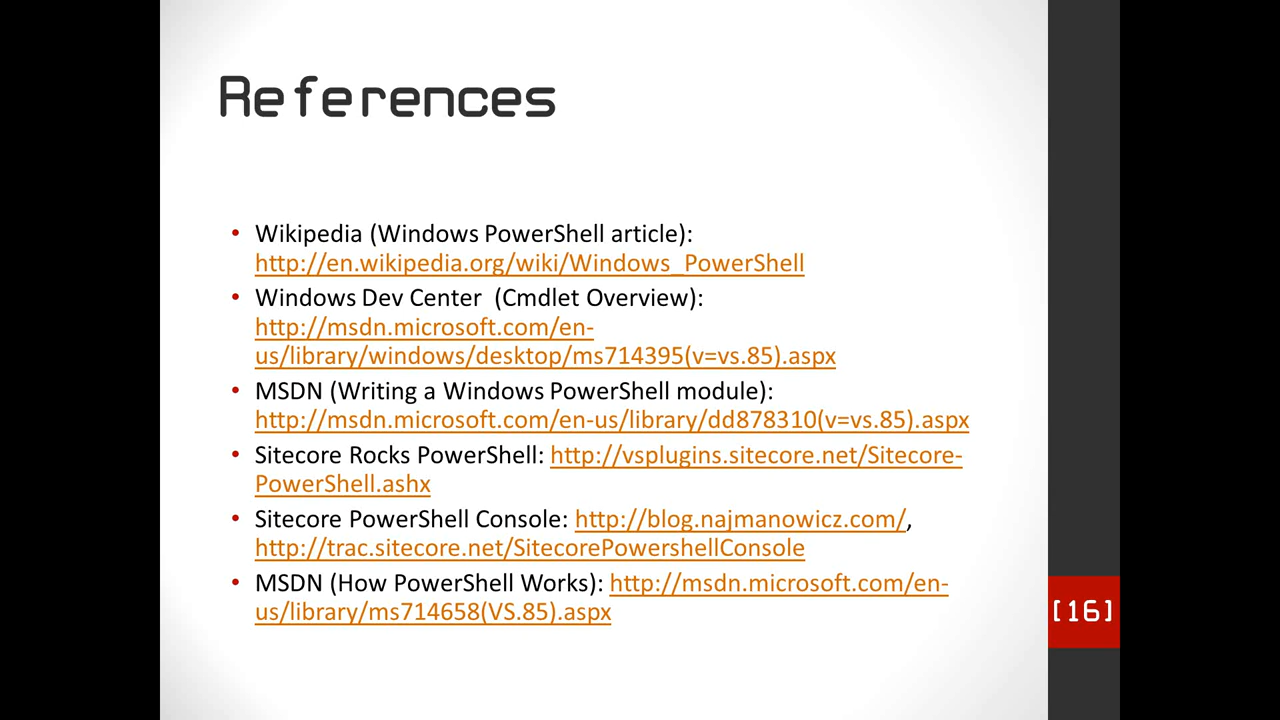 References
• Wikipedia (Windows PowerShell article):
http://en.wikipedia.org/wiki/Windows_PowerShell
• Windows Dev Center  (Cmdlet Overview):
http://msdn.microsoft.com/en-
us/library/windows/desktop/ms714395(v=vs.85).aspx
• MSDN (Writing a Windows PowerShell module):
http://msdn.microsoft.com/en-us/library/dd878310(v=vs.85).aspx
• Sitecore Rocks PowerShell: http://vsplugins.sitecore.net/Sitecore-
PowerShell.ashx
• Sitecore PowerShell Console: http://blog.najmanowicz.com/,
http://trac.sitecore.net/SitecorePowershellConsole
• MSDN (How PowerShell Works): http://msdn.microsoft.com/en-
us/library/ms714658(VS.85).aspx
[16]